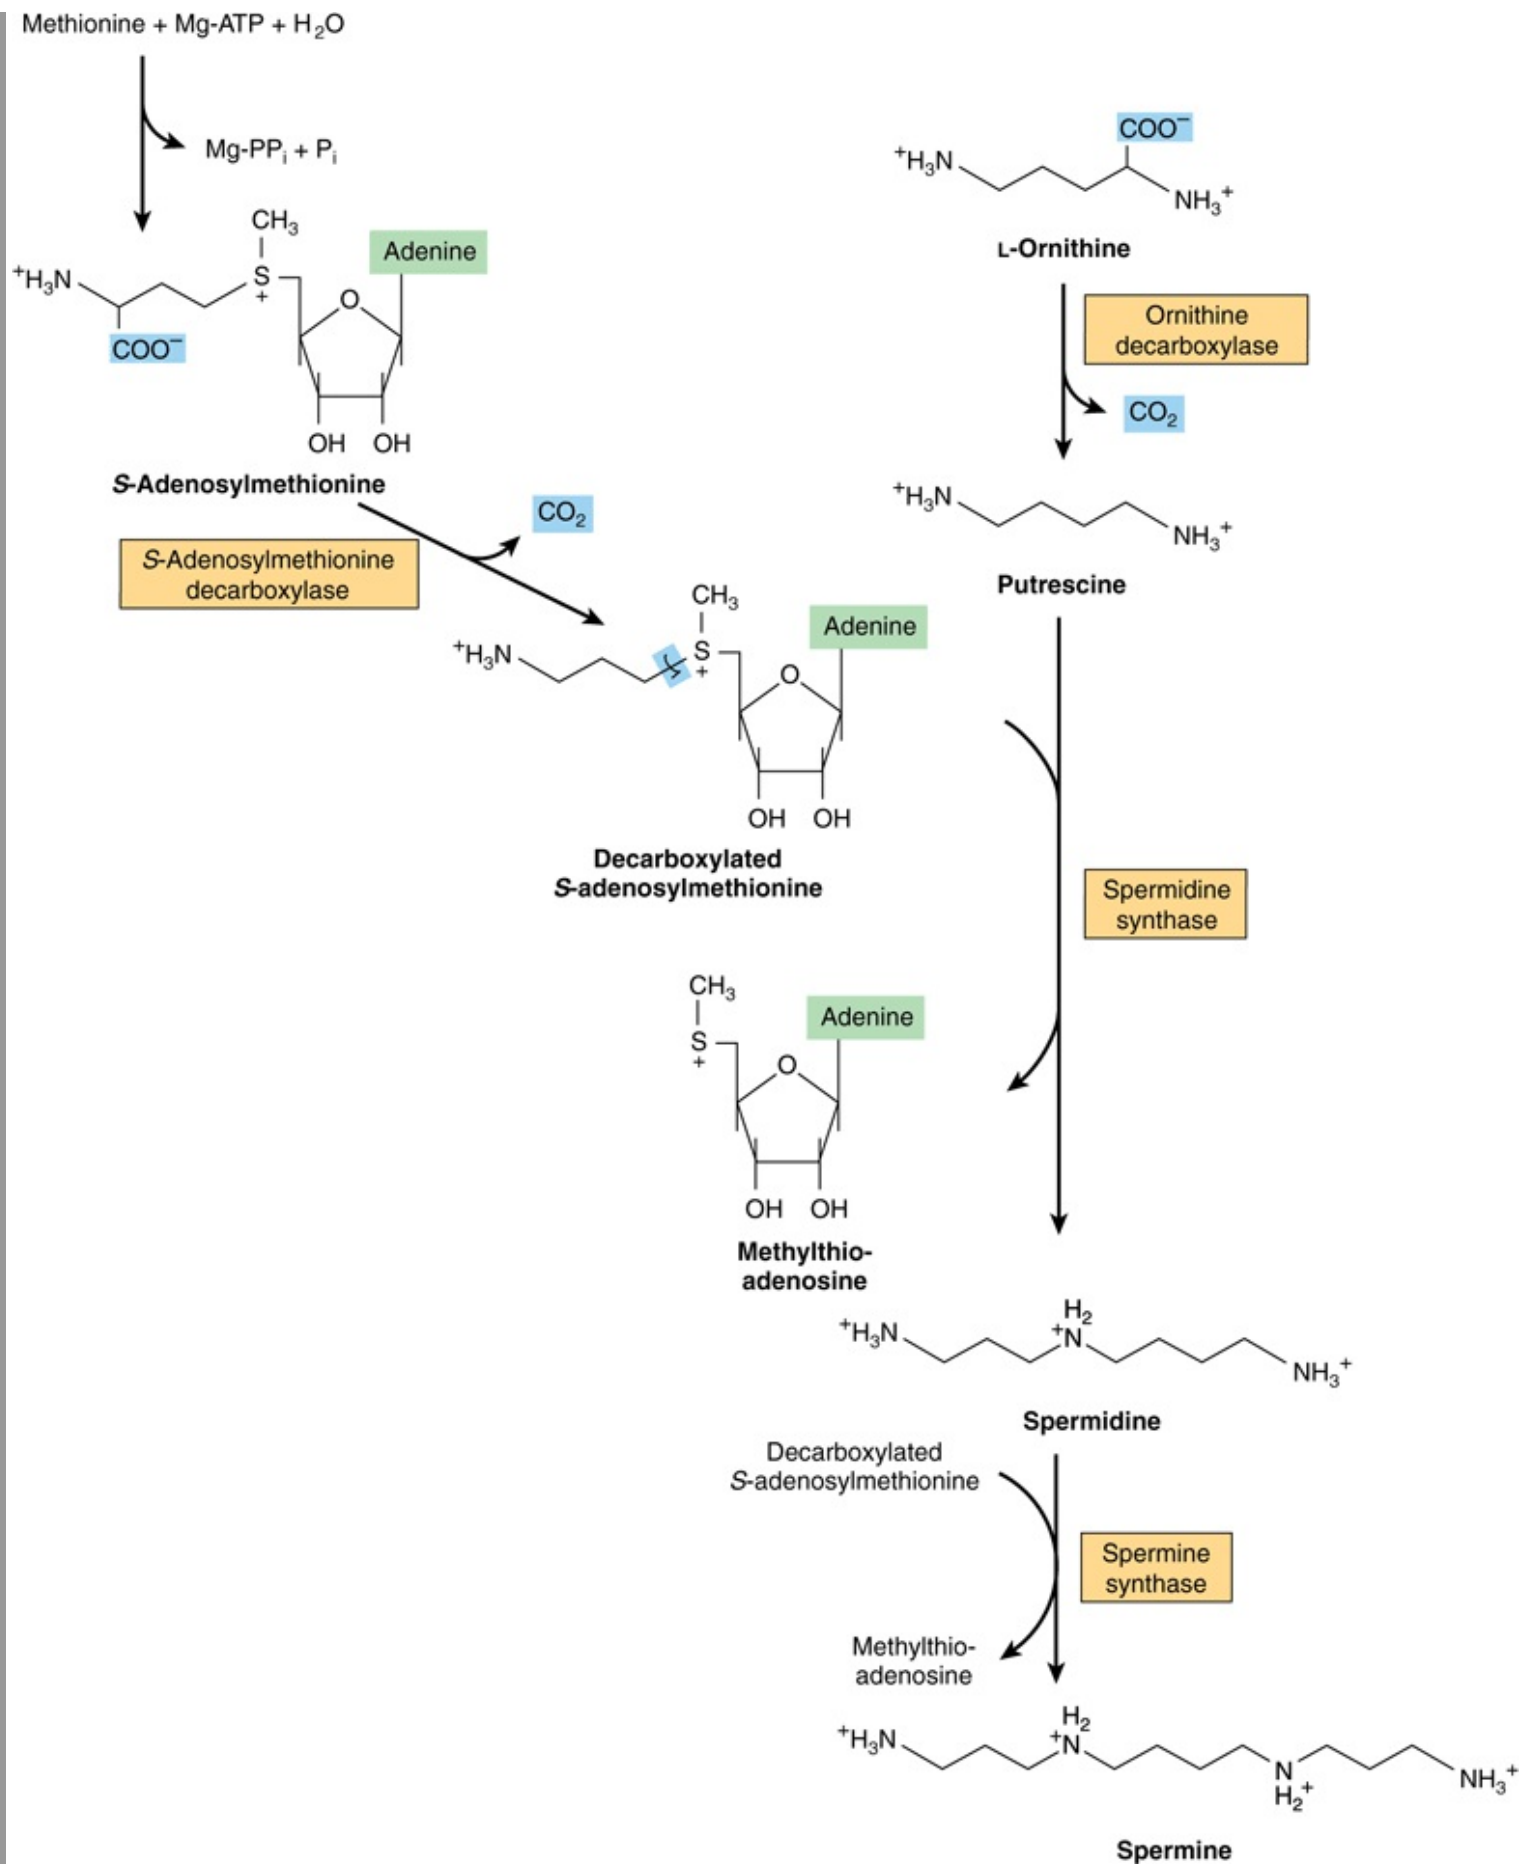 Methionine + Mg-ATP + H₂O
Mg-PPᵢ + Pᵢ
CH₃
Adenine
⁺H₃N
S
+
O
COO⁻
OH OH
S-Adenosylmethionine
CO₂
S-Adenosylmethionine
decarboxylase
COO⁻
⁺H₃N
NH₃⁺
L-Ornithine
Ornithine
decarboxylase
CO₂
⁺H₃N
NH₃⁺
Putrescine
CH₃
Adenine
⁺H₃N
S
+
O
OH OH
Decarboxylated
S-adenosylmethionine
Spermidine
synthase
CH₃
Adenine
S
+
O
OH OH
Methylthio-
adenosine
H₂
⁺H₃N
⁺N
NH₃⁺
Spermidine
Decarboxylated
S-adenosylmethionine
Spermine
synthase
Methylthio-
adenosine
H₂
⁺H₃N
⁺N
N
H₂⁺
NH₃⁺
Spermine